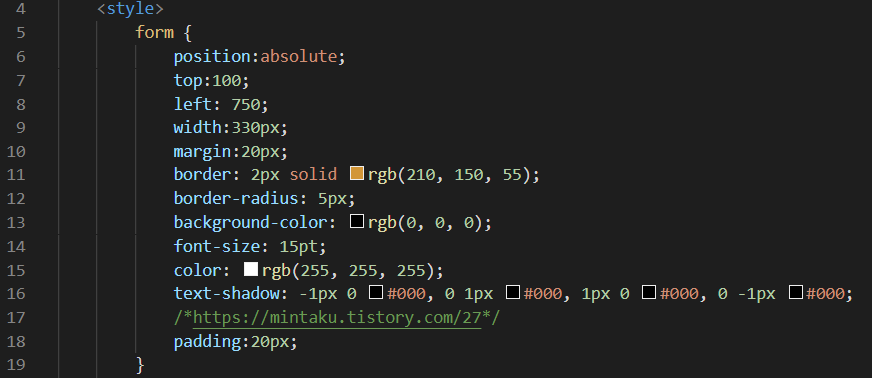 4 <style>
5 form {
6 position:absolute;
7 top:100;
8 left: 750;
9 width:330px;
10 margin:20px;
11 border: 2px solid rgb(210, 150, 55);
12 border-radius: 5px;
13 background-color: rgb(0, 0, 0);
14 font-size: 15pt;
15 color: rgb(255, 255, 255);
16 text-shadow: -1px 0 #000, 0 1px #000, 1px 0 #000, 0 -1px #000;
17 /*https://mintaku.tistory.com/27*/
18 padding:20px;
19 }